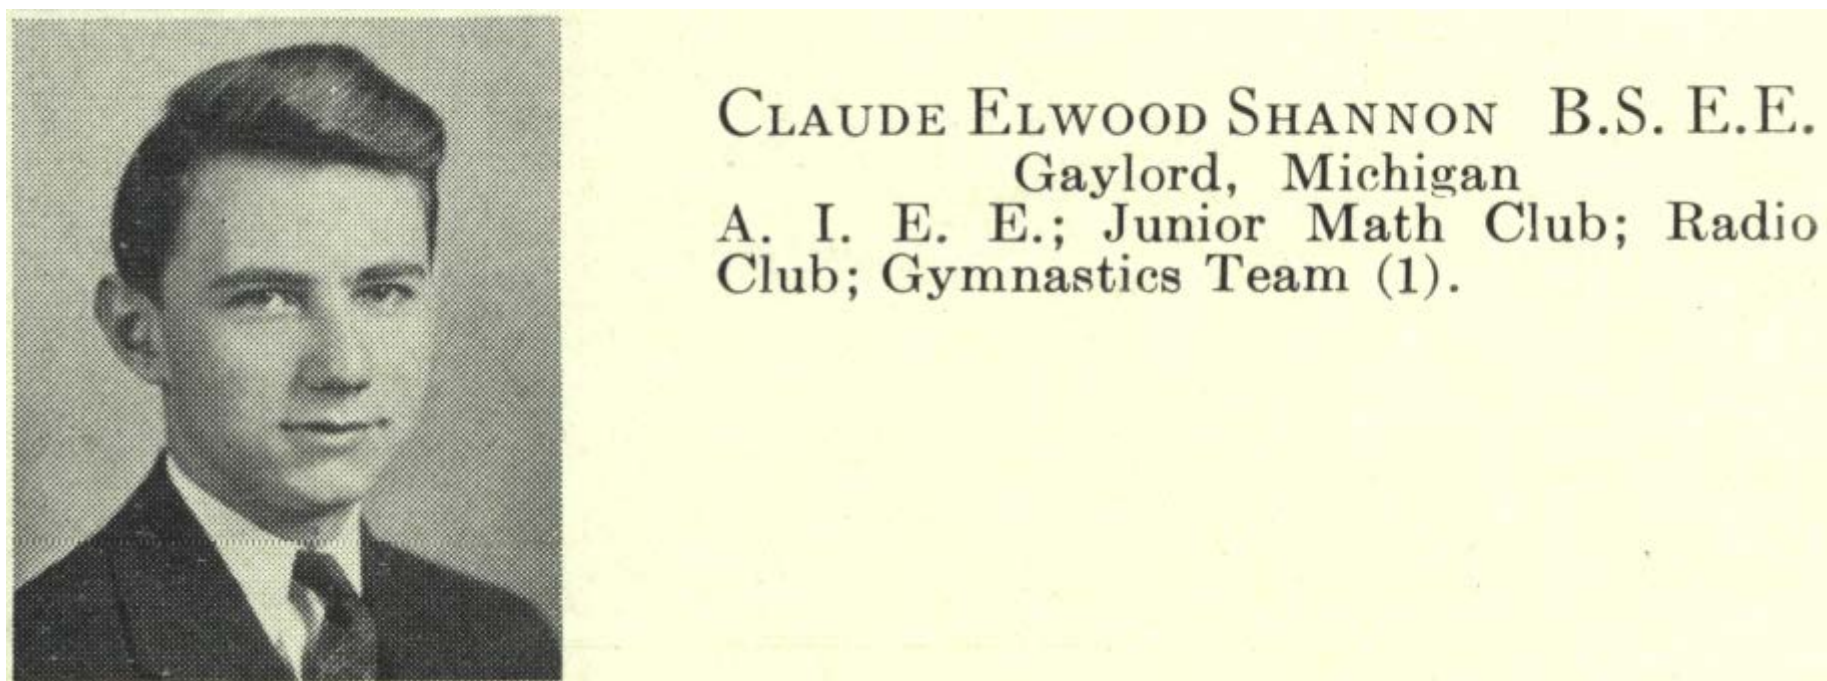 CLAUDE ELWOOD SHANNON B.S. E.E.
Gaylord, Michigan
A. I. E. E.; Junior Math Club; Radio
Club; Gymnastics Team (1).